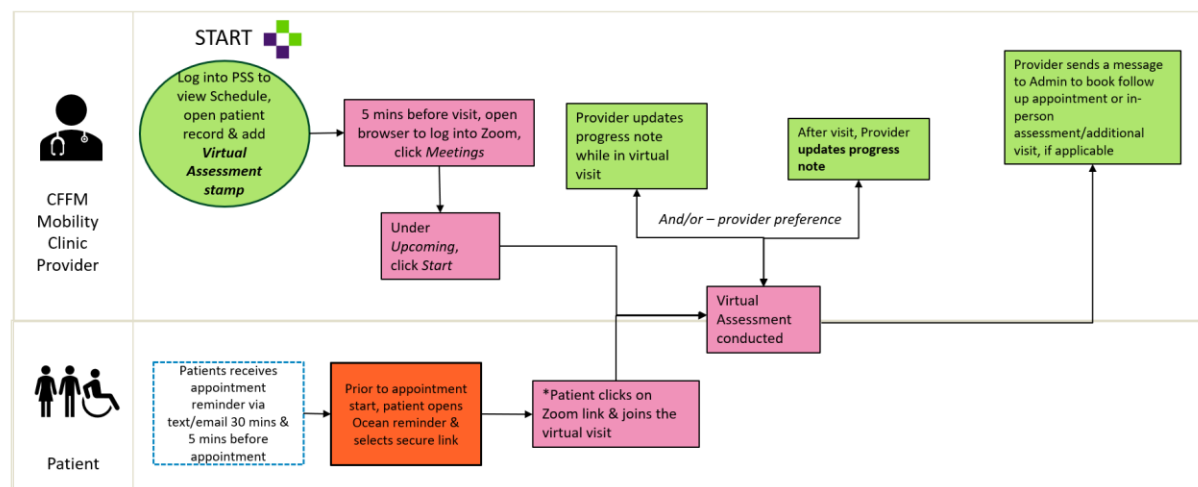 START
Log into PSS to
view Schedule,
open patient
record & add
Virtual
Assessment
stamp
5 mins before visit, open
browser to log into Zoom,
click Meetings
Under
Upcoming,
click Start
Provider updates
progress note
while in virtual
visit
After visit, Provider
updates progress
note
And/or – provider preference
Provider sends a message
to Admin to book follow
up appointment or in-
person
assessment/additional
visit, if applicable
CFFM
Mobility
Clinic
Provider
Virtual
Assessment
conducted
Patients receives
appointment
reminder via
text/email 30 mins &
5 mins before
appointment
Prior to appointment
start, patient opens
Ocean reminder &
selects secure link
*Patient clicks on
Zoom link & joins the
virtual visit
Patient